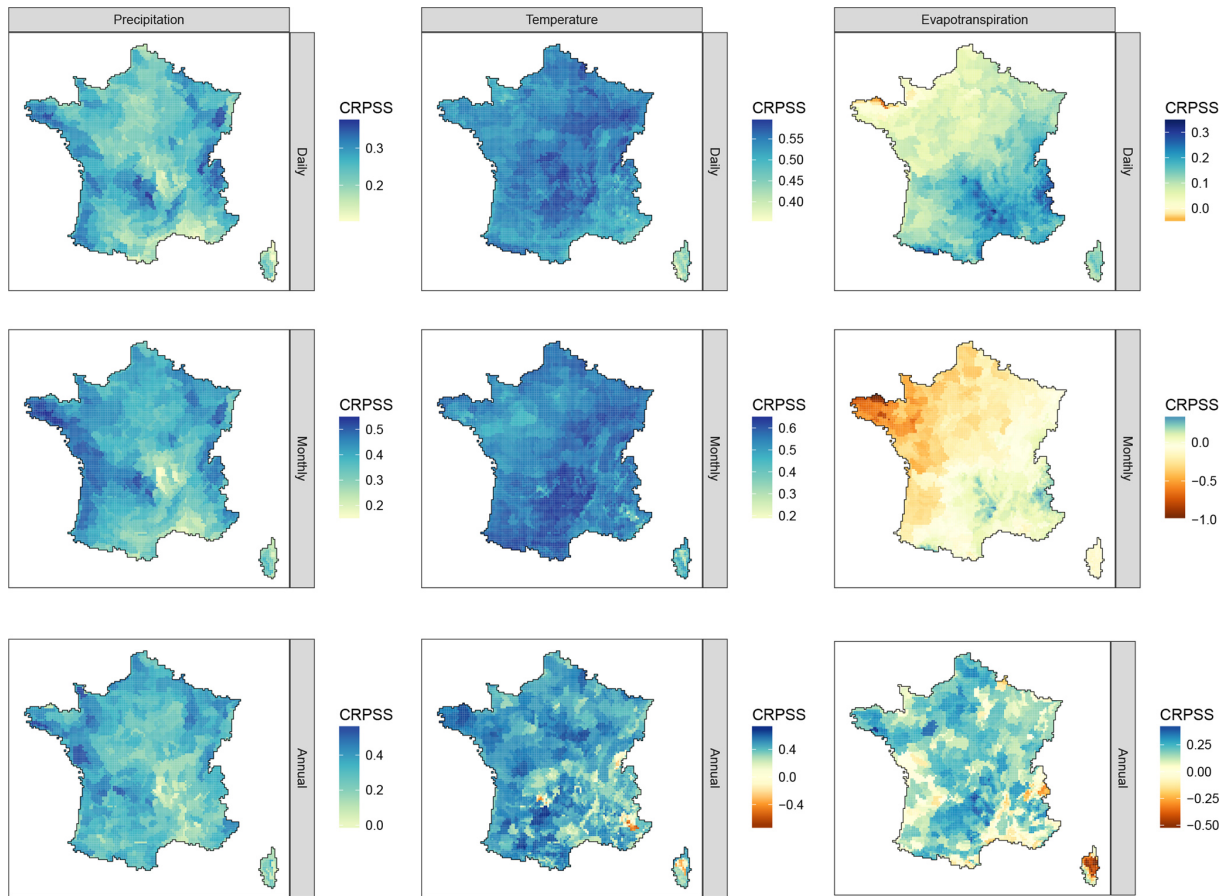 Precipitation
Temperature
Evapotranspiration
CRPSS
0.3
0.2
Daily
CRPSS
0.55
0.50
0.45
0.40
Daily
CRPSS
0.3
0.2
0.1
0.0
Daily
CRPSS
0.5
0.4
0.3
0.2
Monthly
CRPSS
0.6
0.5
0.4
0.3
0.2
Monthly
CRPSS
0.0
−0.5
−1.0
Monthly
CRPSS
0.4
0.2
0.0
Annual
CRPSS
0.4
0.0
−0.4
Annual
CRPSS
0.25
0.00
−0.25
−0.50
Annual